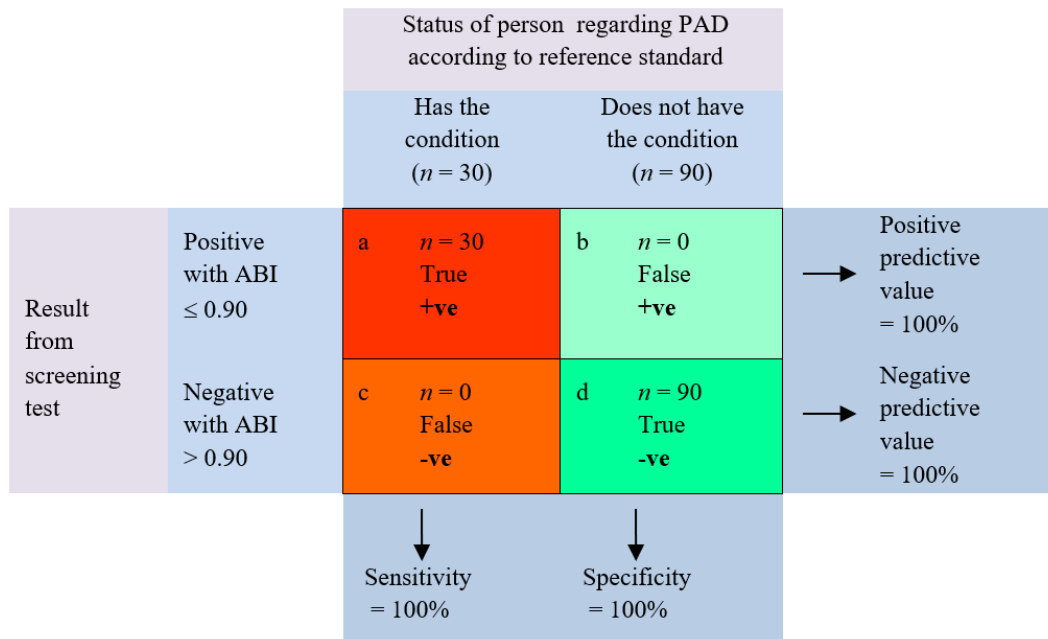 Status of person regarding PAD
according to reference standard
Has the
condition
(n = 30)
Does not have
the condition
(n = 90)
Result
from
screening
test
Positive
with ABI
≤ 0.90
a n = 30
True
+ve
b n = 0
False
+ve
Positive
predictive
value
= 100%
Negative
with ABI
> 0.90
c n = 0
False
-ve
d n = 90
True
-ve
Negative
predictive
value
= 100%
Sensitivity
= 100%
Specificity
= 100%